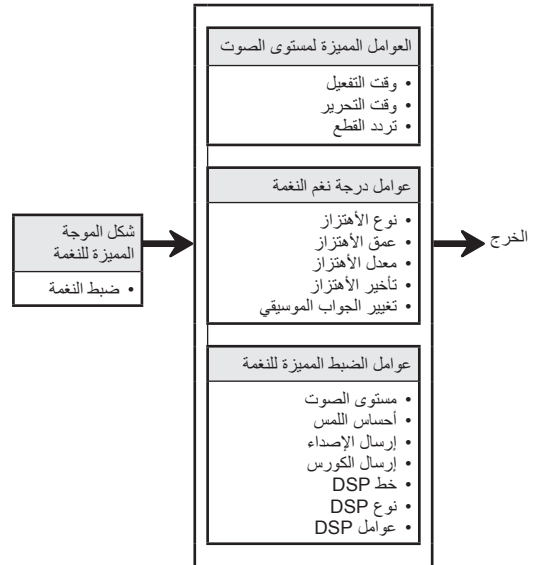 العوامل المميزة لمستوى الصوت
• وقت التفعيل
• وقت التحرير
• تردد القطع
عوامل درجة نغم النغمة
• نوع الأهتزاز
• عمق الأهتزاز
• معدل الأهتزاز
• تأخير الأهتزاز
• تغيير الجواب الموسيقي
شكل الموجة
المميزة للنغمة
• ضبط النغمة
الخرج
عوامل الضبط المميزة للنغمة
• مستوى الصوت
• أحساس اللمس
• إرسال الإصداء
• إرسال الكورس
• خط DSP
• نوع DSP
• عوامل DSP